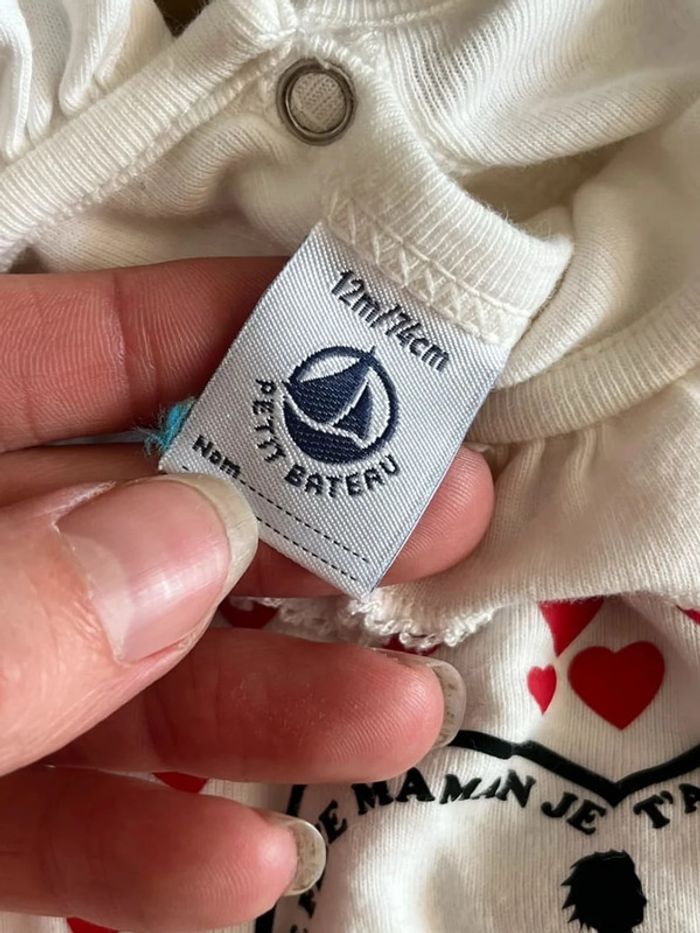 12m/74cm
PETIT BATEAU
Nom
MAMAN JE T'A